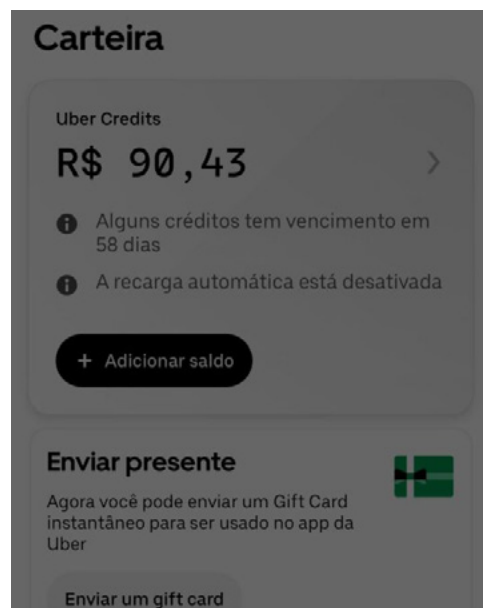 Carteira
Uber Credits
R$ 90,43
Alguns créditos tem vencimento em
58 dias
A recarga automática está desativada
+ Adicionar saldo
Enviar presente
Agora você pode enviar um Gift Card
instantâneo para ser usado no app da
Uber
Enviar um gift card